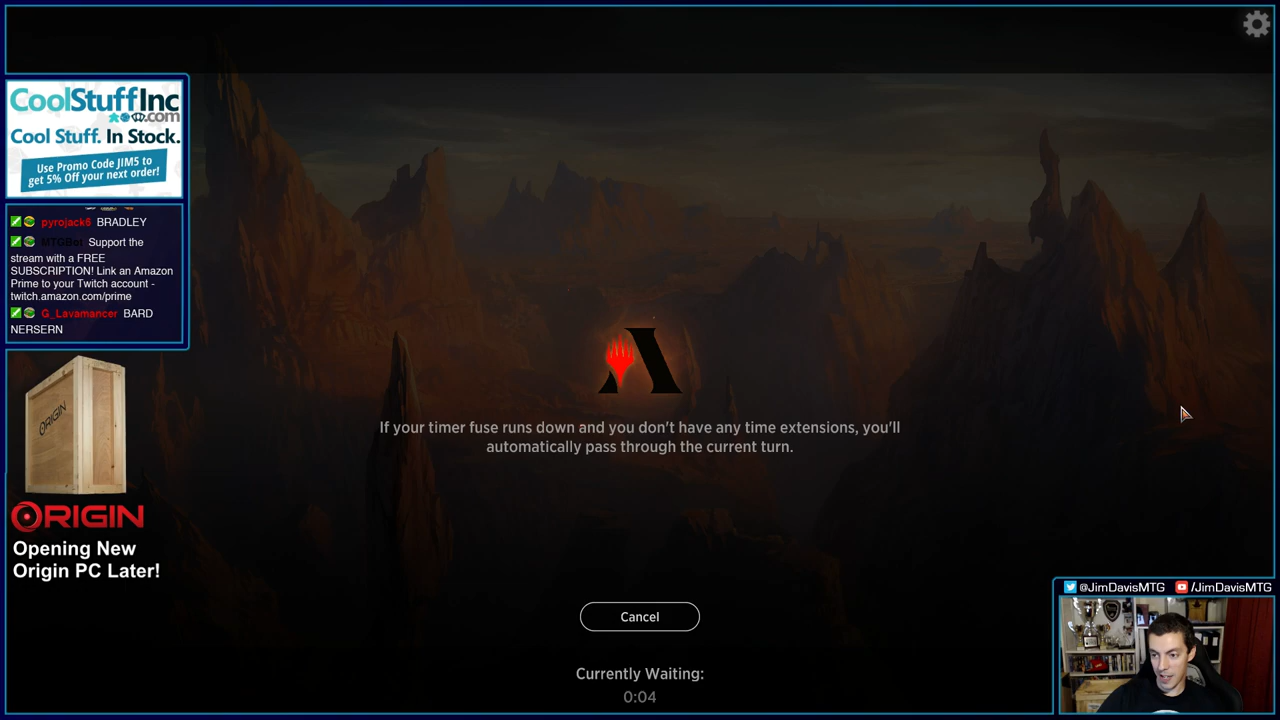 CoolStuffInc
.com
Cool Stuff. In Stock.
Use Promo Code JIM5 to
get 5% Off your next order!
pyrojack6 BRADLEY
MTGBot Support the
stream with a FREE
SUBSCRIPTION! Link an Amazon
Prime to your Twitch account -
twitch.amazon.com/prime
G_Lavamancer BARD
NERSERN
ORIGIN
ORIGIN
Opening New
Origin PC Later!
If your timer fuse runs down and you don't have any time extensions, you'll
automatically pass through the current turn.
Cancel
Currently Waiting:
0:04
@JimDavisMTG /JimDavisMTG